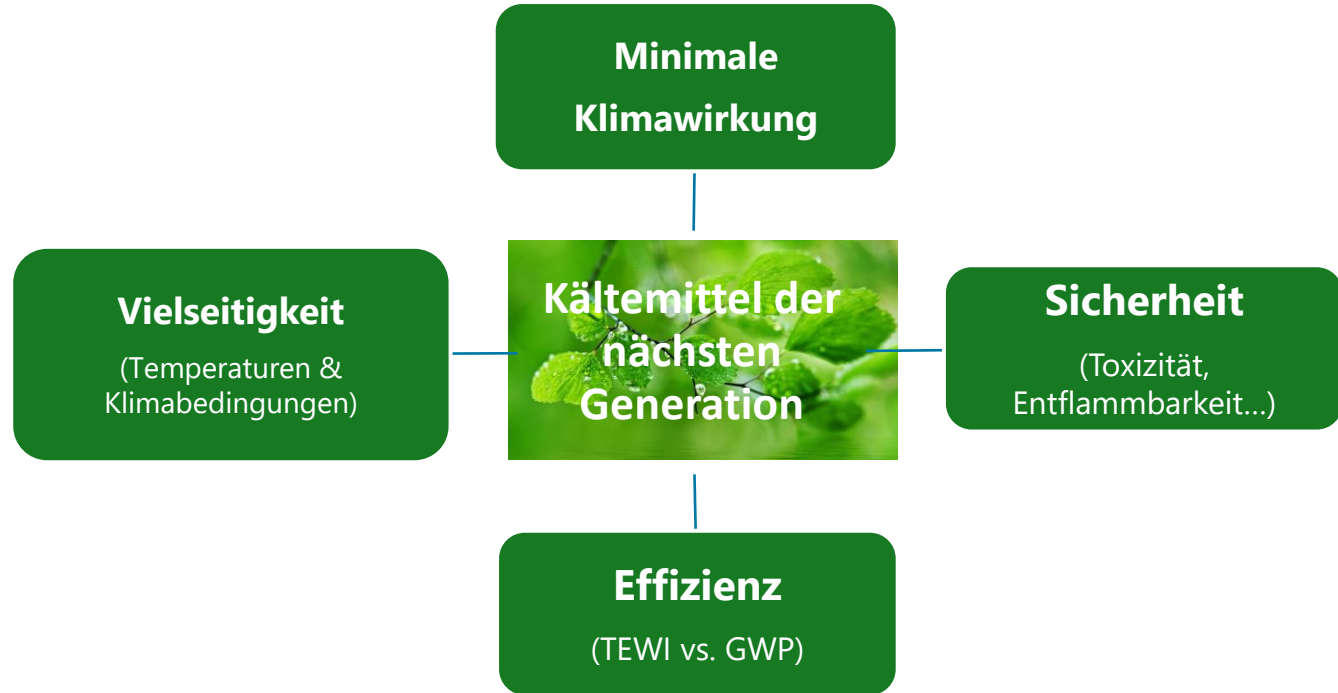 Minimale
Klimawirkung
Vielseitigkeit
(Temperaturen &
Klimabedingungen)
Kältemittel der
nächsten
Generation
Sicherheit
(Toxizität,
Entflammbarkeit...)
Effizienz
(TEWI vs. GWP)